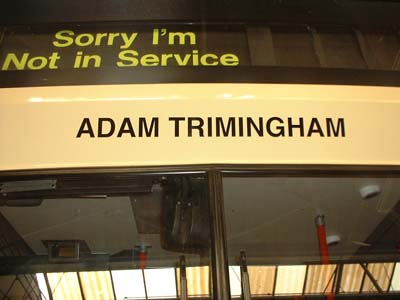 Sorry I'm
Not in Service
ADAM TRIMINGHAM